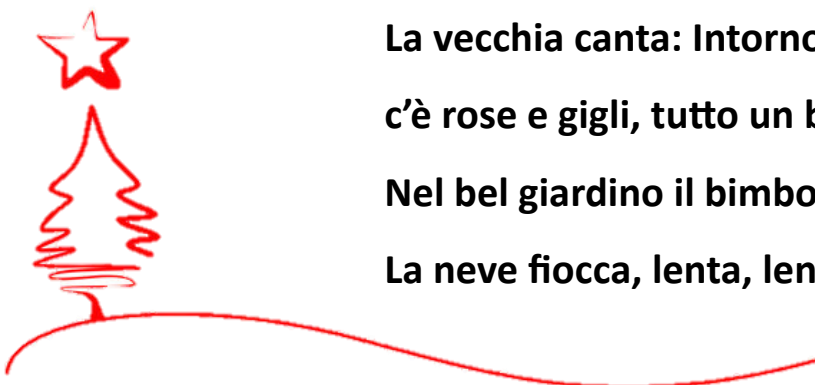 La vecchia canta: Intorno
c’è rose e gigli, tutto un b
Nel bel giardino il bimbo
La neve fiocca, lenta, len